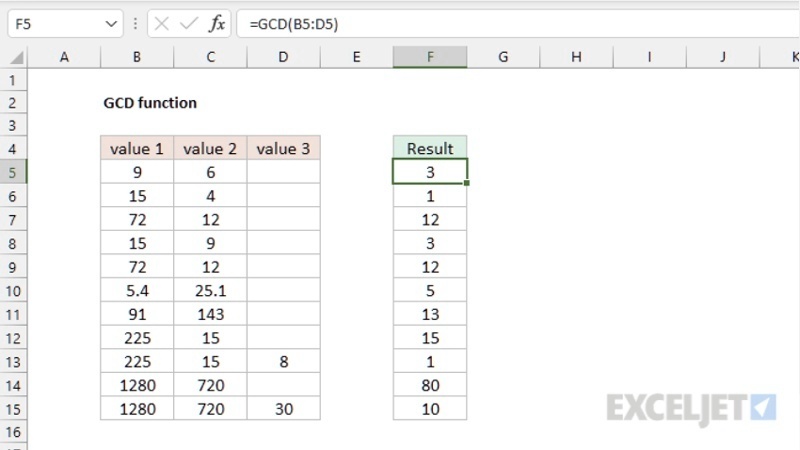 F5 fx =GCD(B5:D5)
A B C D E F G H I J K
1
2 GCD function
3
4 value 1 value 2 value 3 Result
5 9 6 3
6 15 4 1
7 72 12 12
8 15 9 3
9 72 12 12
10 5.4 25.1 5
11 91 143 13
12 225 15 15
13 225 15 8 1
14 1280 720 80
15 1280 720 30 10
16
EXCELJET